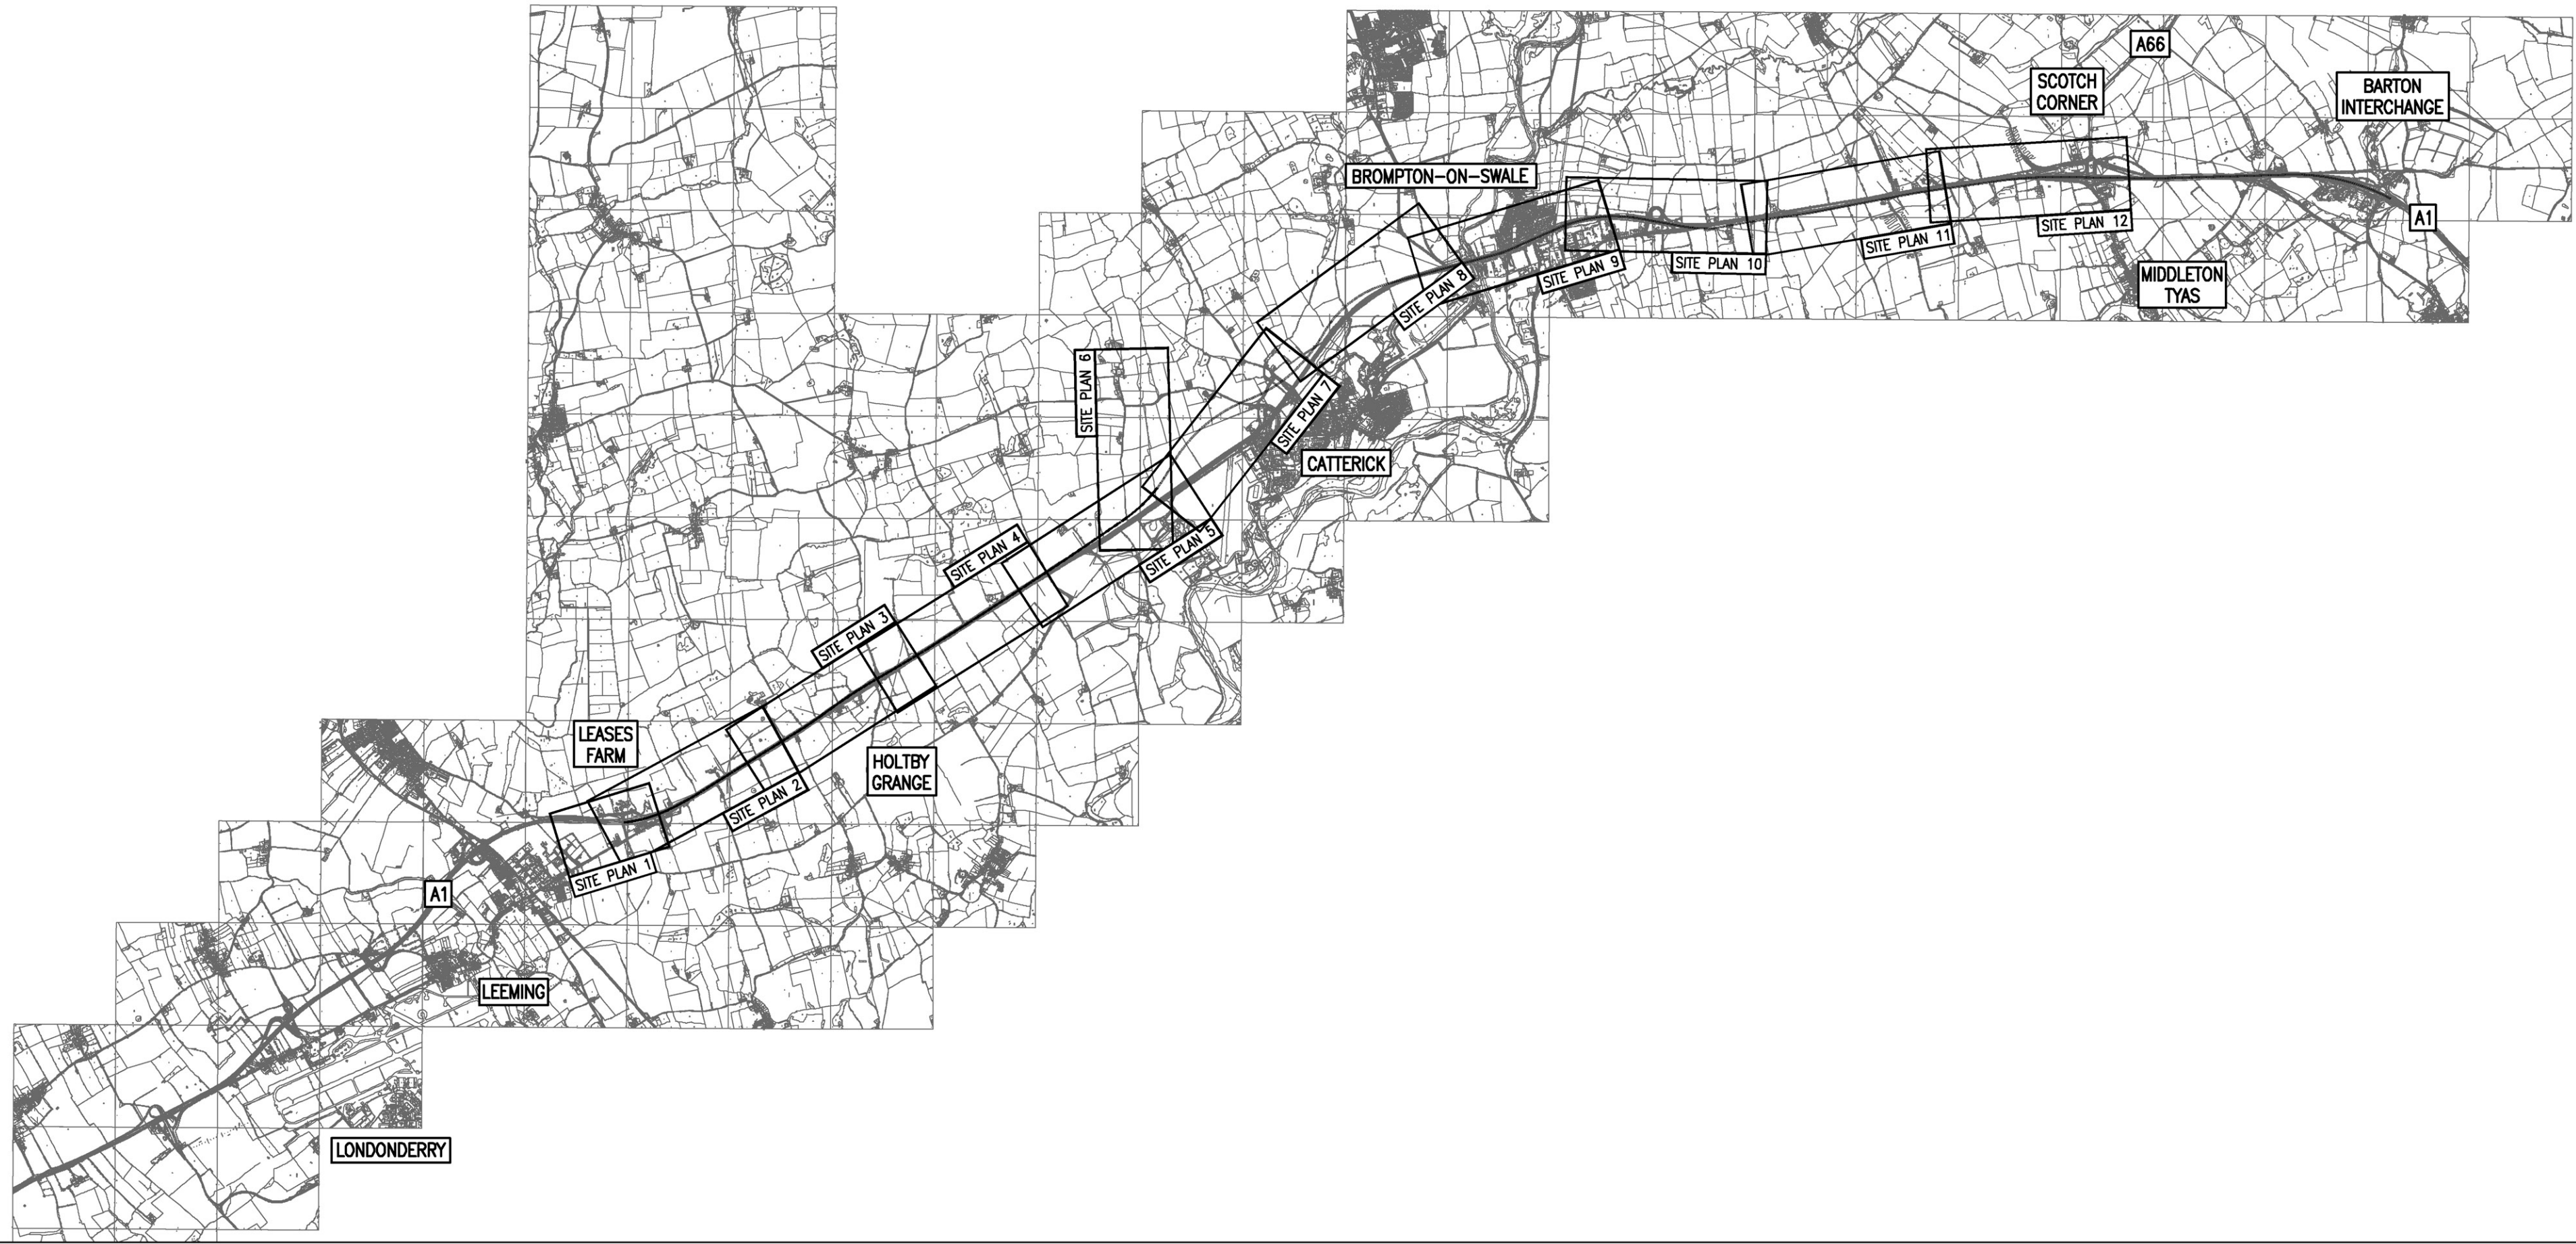 A66
SCOTCH
CORNER
BARTON
INTERCHANGE
BROMPTON-ON-SWALE
A1
SITE PLAN 12
SITE PLAN 11
SITE PLAN 10
SITE PLAN 9
MIDDLETON
TYAS
SITE PLAN 8
SITE PLAN 6
SITE PLAN 7
CATTERICK
SITE PLAN 5
SITE PLAN 4
SITE PLAN 3
LEASES
FARM
HOLTBY
GRANGE
SITE PLAN 2
SITE PLAN 1
A1
LEEMING
LONDONDERRY